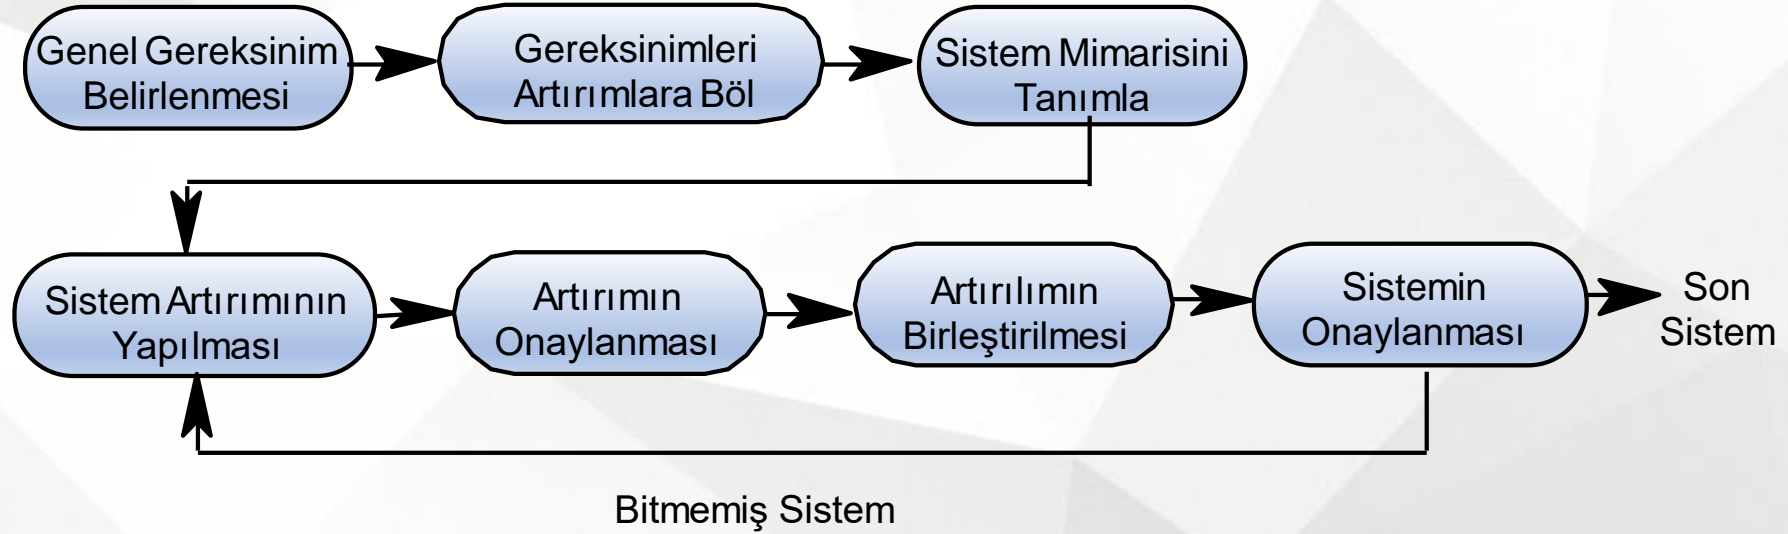 Genel Gereksinim
Belirlenmesi
Gereksinimleri
Artırımlara Böl
Sistem Mimarisini
Tanımla
Sistem Artırımının
Yapılması
Artırımın
Onaylanması
Artırılımın
Birleştirilmesi
Sistemin
Onaylanması
Son
Sistem
Bitmemiş Sistem